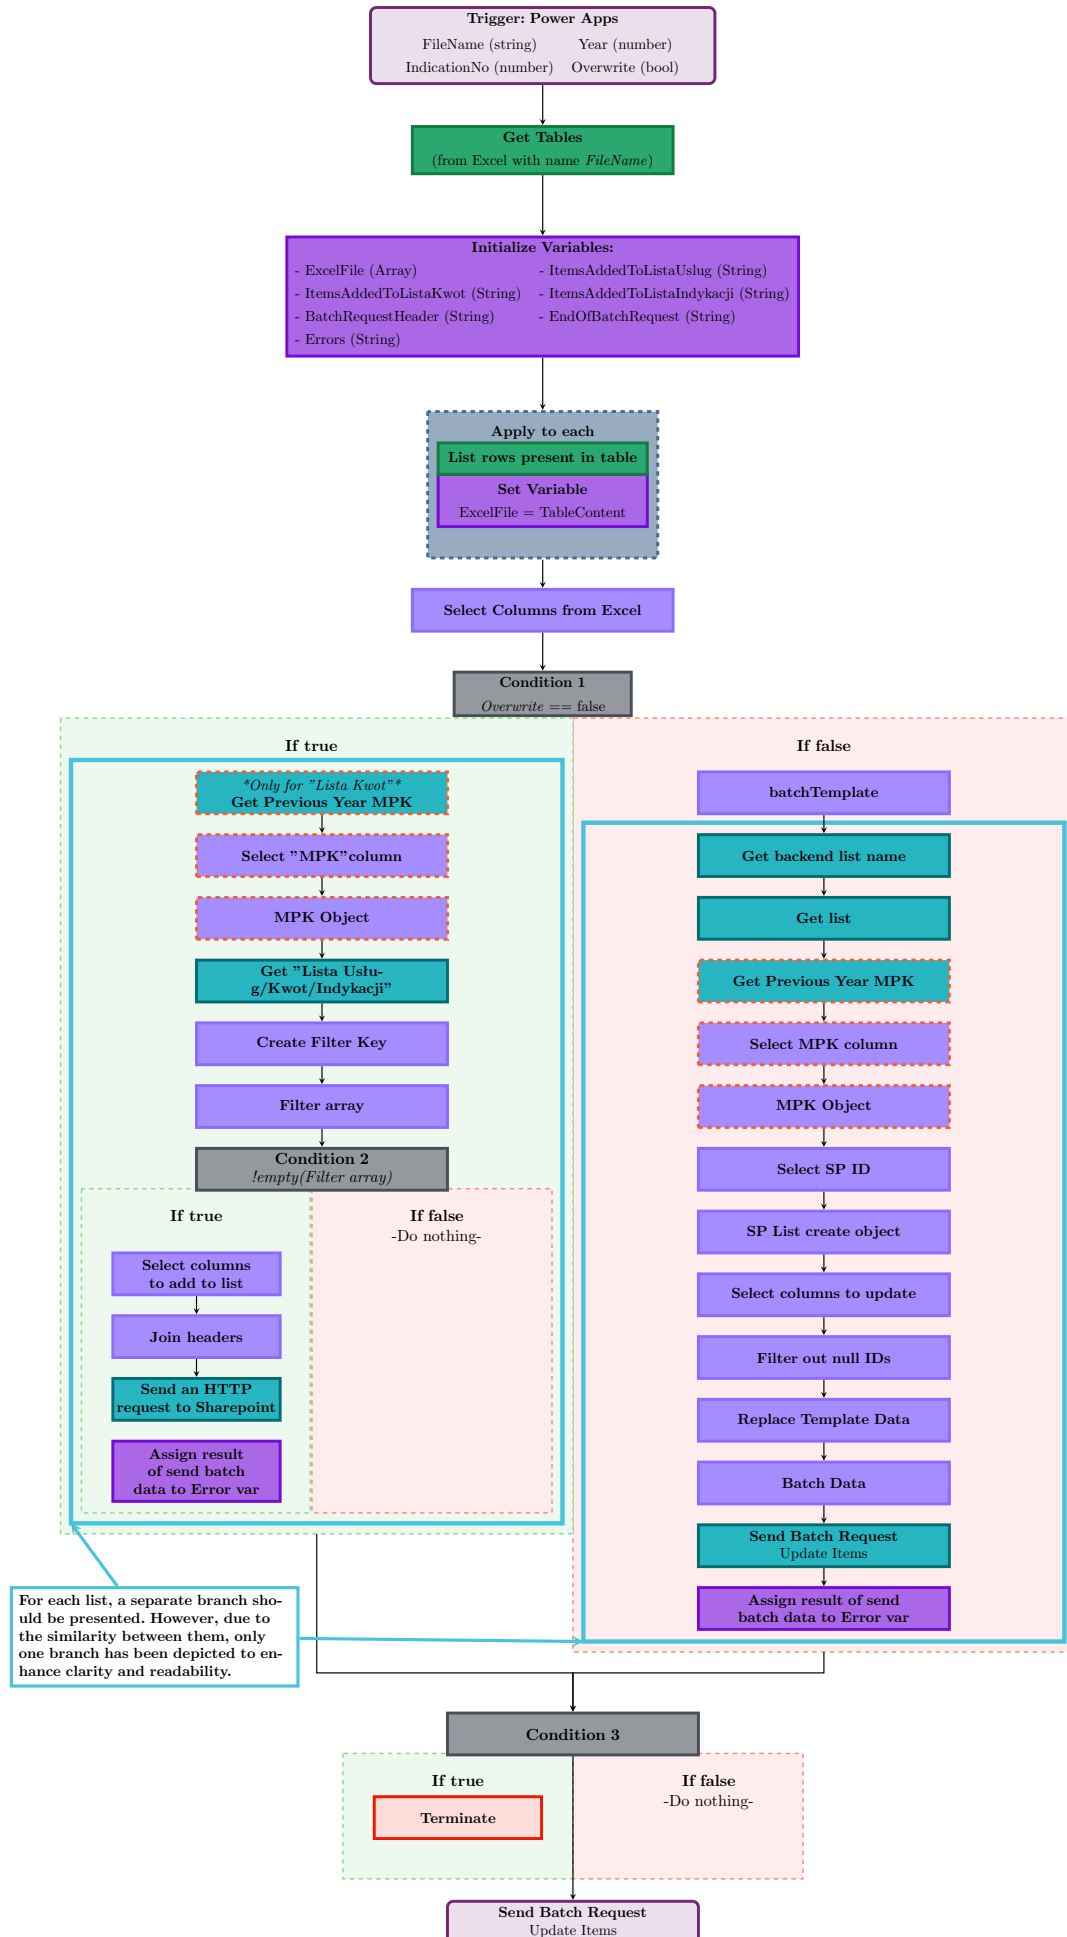 Trigger: Power Apps
FileName (string) Year (number)
IndicationNo (number) Overwrite (bool)
Get Tables
(from Excel with name FileName)
Initialize Variables:
- ExcelFile (Array) - ItemsAddedToListaUslug (String)
- ItemsAddedToListaKwot (String) - ItemsAddedToListaIndykacji (String)
- BatchRequestHeader (String) - EndOfBatchRequest (String)
- Errors (String)
Apply to each
List rows present in table
Set Variable
ExcelFile = TableContent
Select Columns from Excel
Condition 1
Overwrite == false
If true
*Only for ”Lista Kwot”*
Get Previous Year MPK
Select ”MPK”column
MPK Object
Get ”Lista Usłu-
g/Kwot/Indykacji”
Create Filter Key
Filter array
Condition 2
!empty(Filter array)
If true
Select columns
to add to list
Join headers
Send an HTTP
request to Sharepoint
Assign result
of send batch
data to Error var
If false
-Do nothing-
If false
batchTemplate
Get backend list name
Get list
Get Previous Year MPK
Select MPK column
MPK Object
Select SP ID
SP List create object
Select columns to update
Filter out null IDs
Replace Template Data
Batch Data
Send Batch Request
Update Items
Assign result of send
batch data to Error var
For each list, a separate branch sho-
uld be presented. However, due to
the similarity between them, only
one branch has been depicted to en-
hance clarity and readability.
Condition 3
If true
Terminate
If false
-Do nothing-
Send Batch Request
Update Items